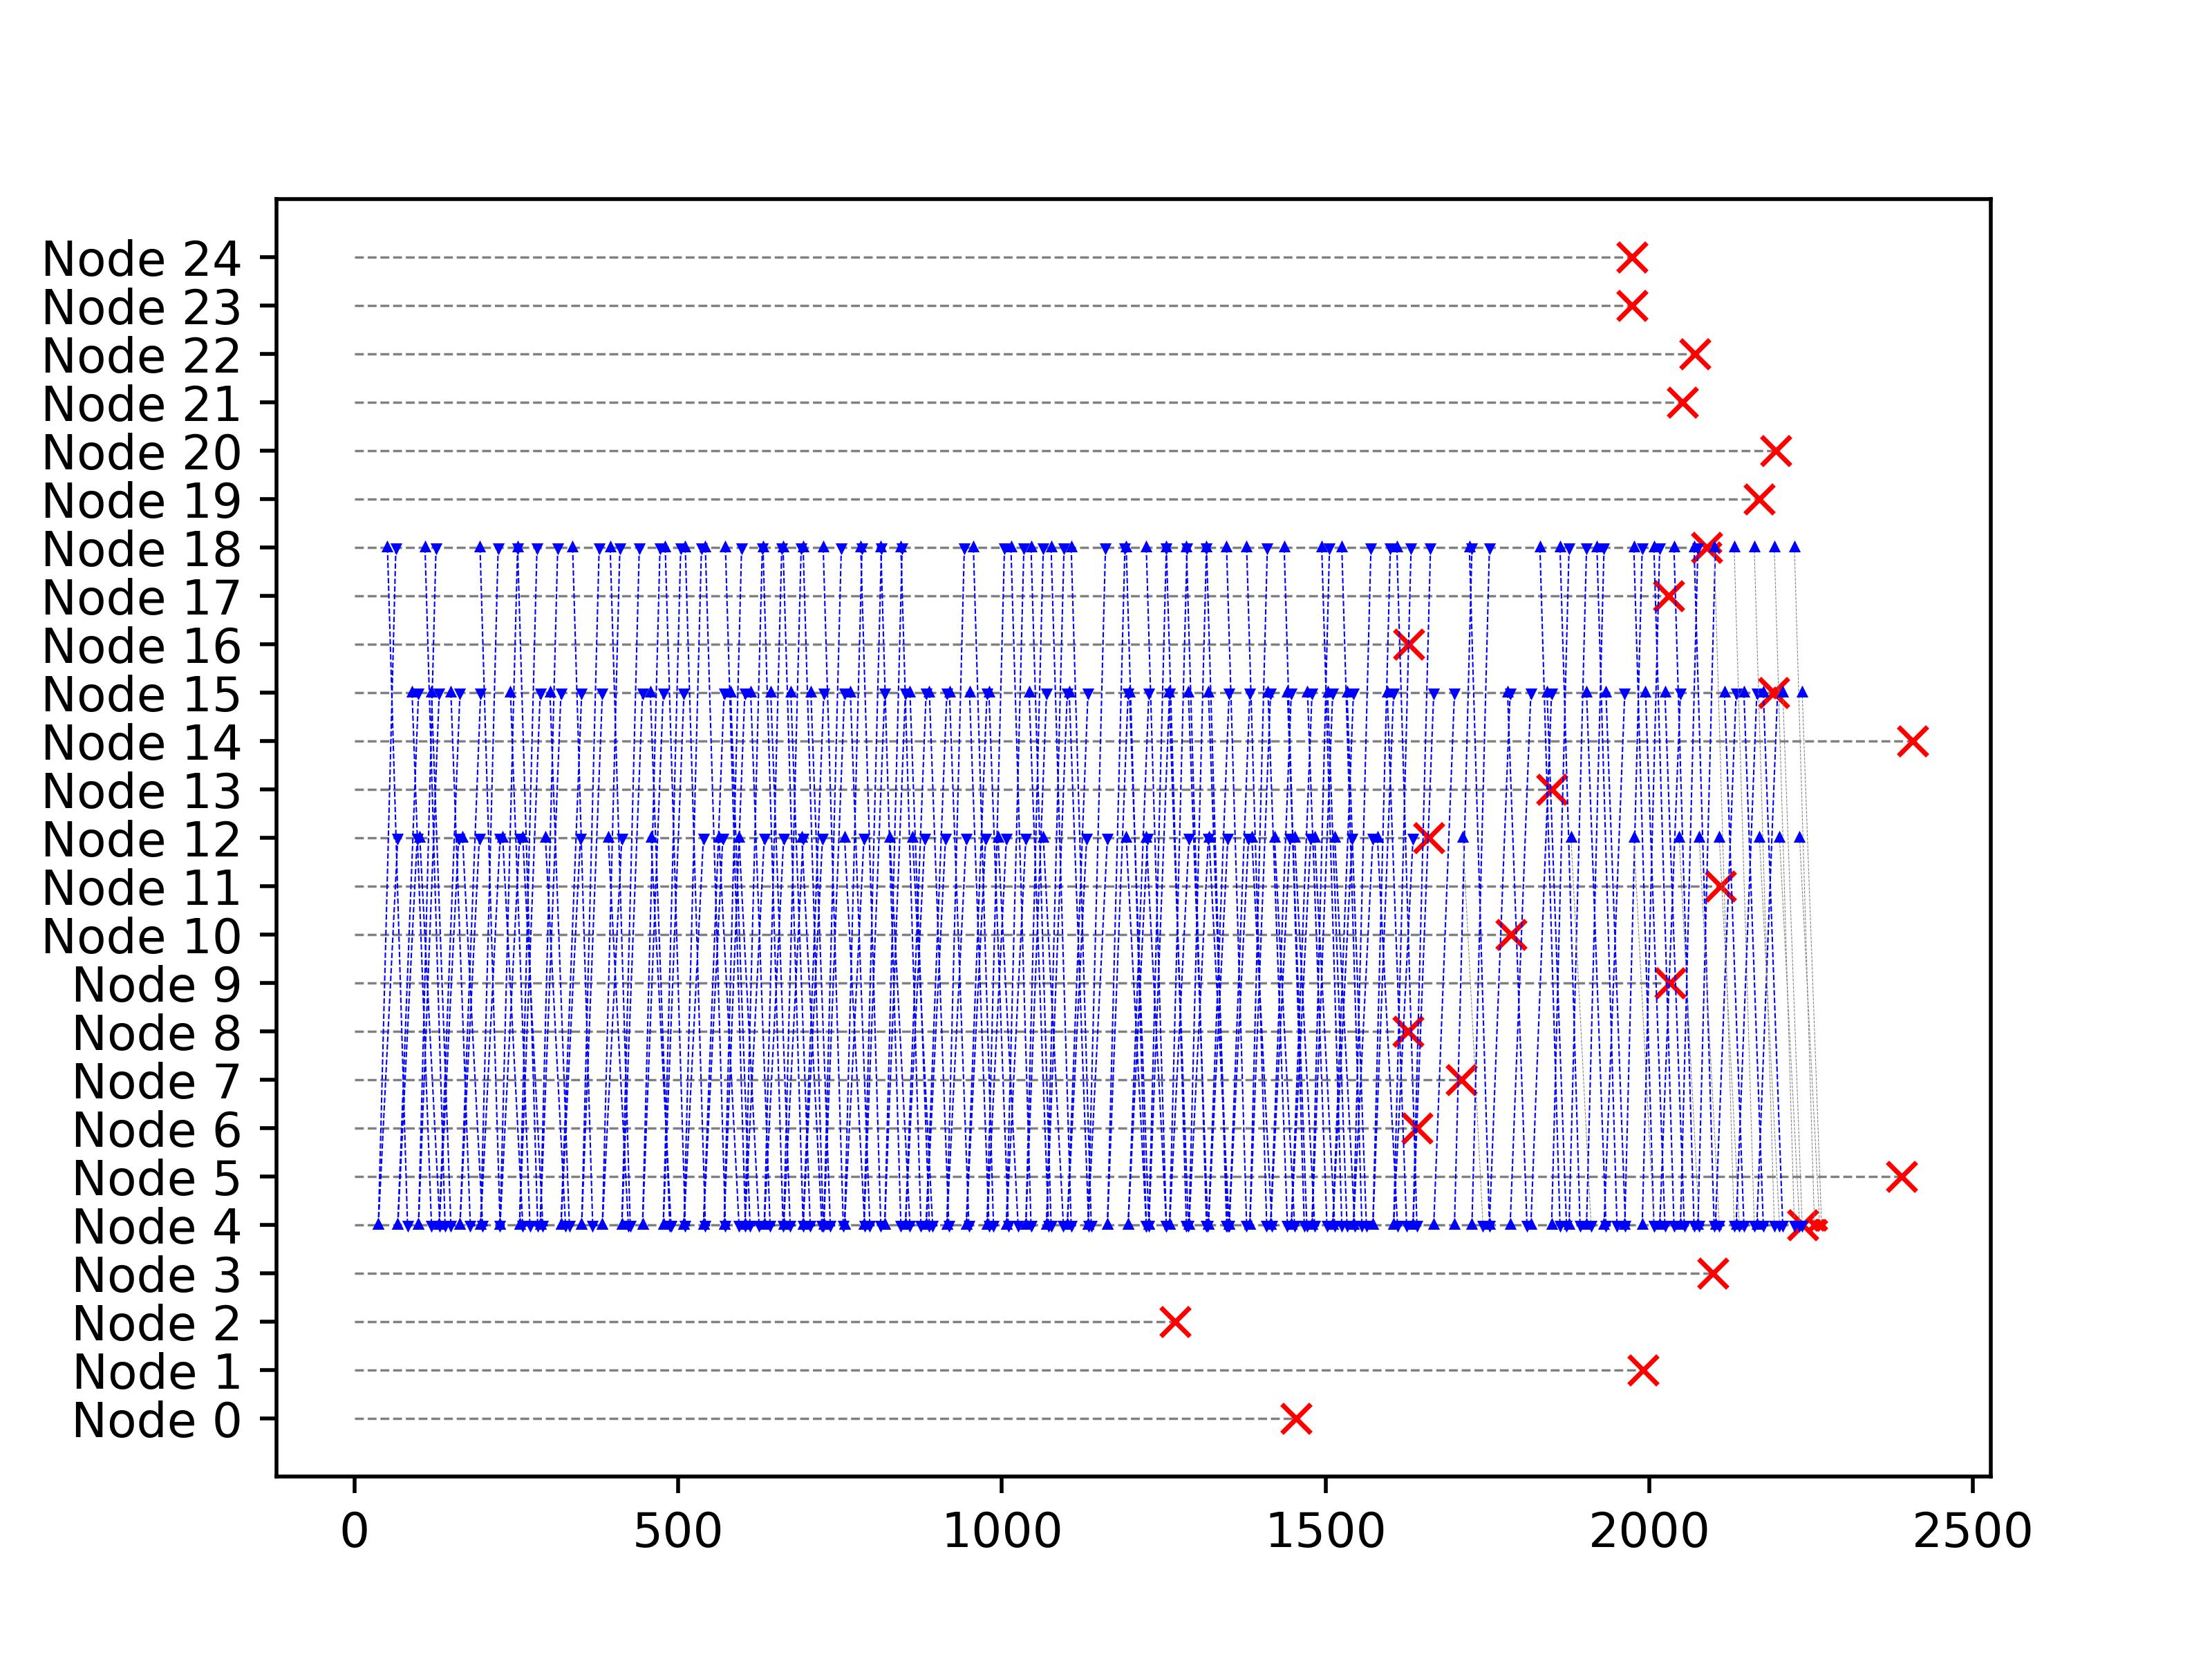 Node 24
Node 23
Node 22
Node 21
Node 20
Node 19
Node 18
Node 17
Node 16
Node 15
Node 14
Node 13
Node 12
Node 11
Node 10
Node 9
Node 8
Node 7
Node 6
Node 5
Node 4
Node 3
Node 2
Node 1
Node 0
0 500 1000 1500 2000 2500